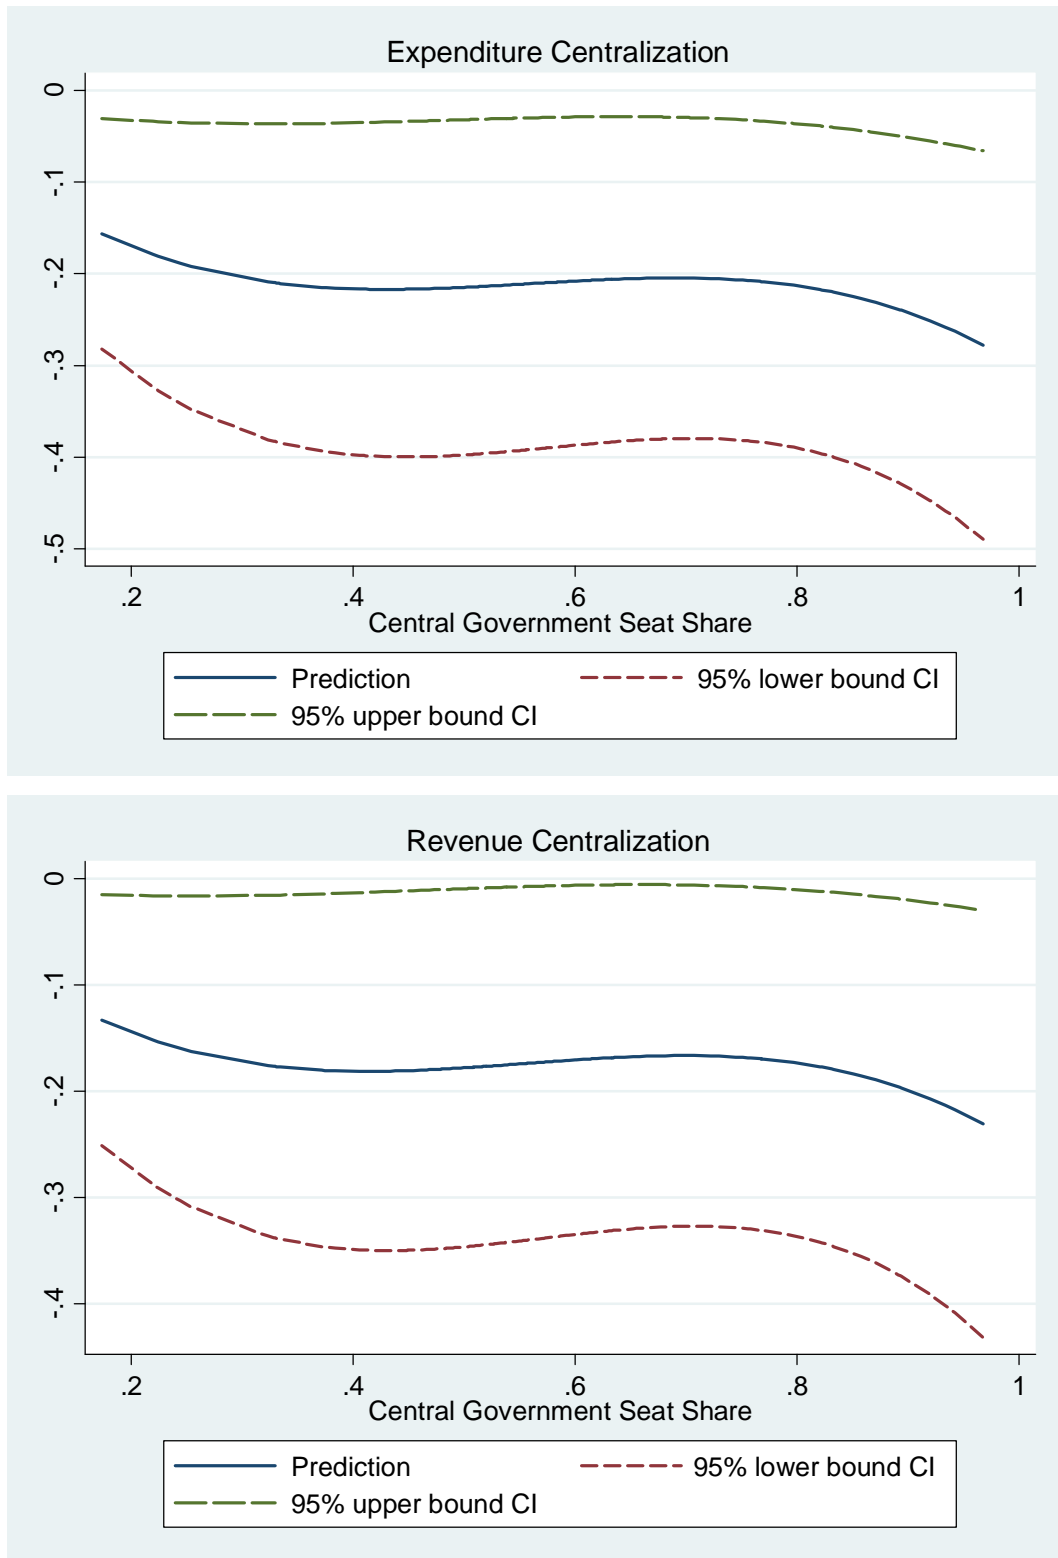 Expenditure Centralization
0
-.1
-.2
-.3
-.4
-.5
.2 .4 .6 .8 1
Central Government Seat Share
Prediction 95% lower bound CI
95% upper bound CI
Revenue Centralization
0
-.1
-.2
-.3
-.4
.2 .4 .6 .8 1
Central Government Seat Share
Prediction 95% lower bound CI
95% upper bound CI